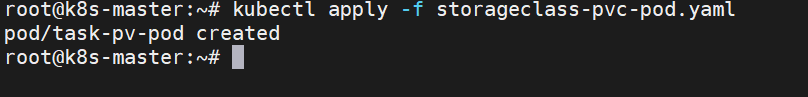 root@k8s-master:~# kubectl apply -f storageclass-pvc-pod.yaml
pod/task-pv-pod created
root@k8s-master:~#